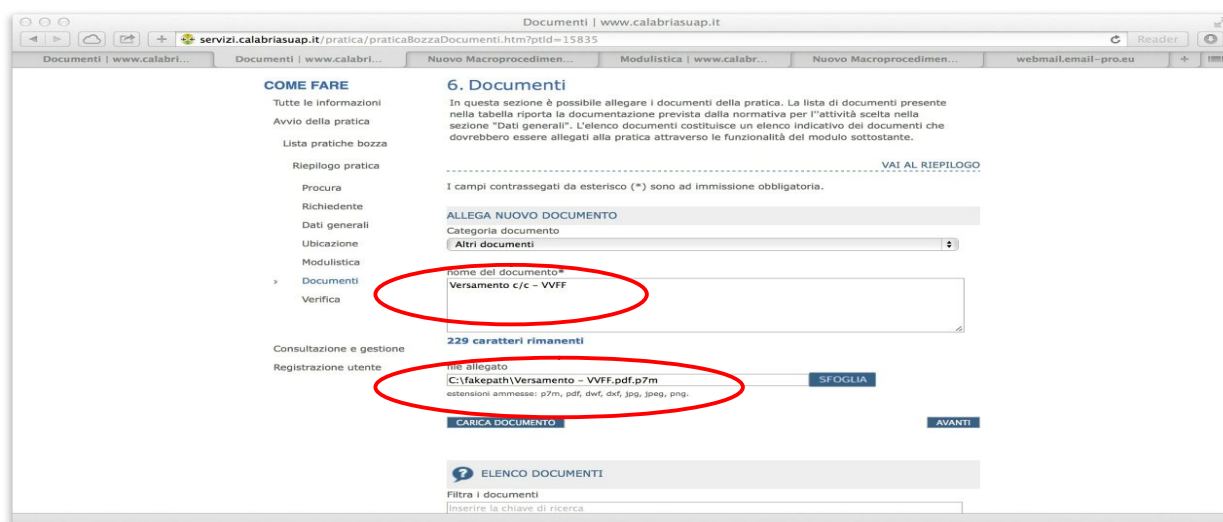 Documenti | www.calabriasuap.it
servizi.calabriasuap.it/pratica/praticaBozzaDocumenti.htm?ptId=15835
Reader
Documenti | www.calabri...
Documenti | www.calabri...
Nuovo Macroprocedimen...
Modulistica | www.calabr...
Nuovo Macroprocedimen...
webmail.email-pro.eu
COME FARE
Tutte le informazioni
Avvio della pratica
Lista pratiche bozza
Riepilogo pratica
Procura
Richiedente
Dati generali
Ubicazione
Modulistica
› Documenti
Verifica
Consultazione e gestione
Registrazione utente
6. Documenti
In questa sezione è possibile allegare i documenti della pratica. La lista di documenti presente
nella tabella riporta la documentazione prevista dalla normativa per l''attività scelta nella
sezione "Dati generali". L'elenco documenti costituisce un elenco indicativo dei documenti che
dovrebbero essere allegati alla pratica attraverso le funzionalità del modulo sottostante.
VAI AL RIEPILOGO
I campi contrassegati da esterisco (*) sono ad immissione obbligatoria.
ALLEGA NUOVO DOCUMENTO
Categoria documento
Altri documenti
nome del documento*
Versamento c/c - VVFF
229 caratteri rimanenti
file allegato
C:\fakepath\Versamento - VVFF.pdf.p7m
SFOGLIA
estensioni ammesse: p7m, pdf, dwf, dxf, jpg, jpeg, png.
CARICA DOCUMENTO
AVANTI
? ELENCO DOCUMENTI
Filtra i documenti
Inserire la chiave di ricerca